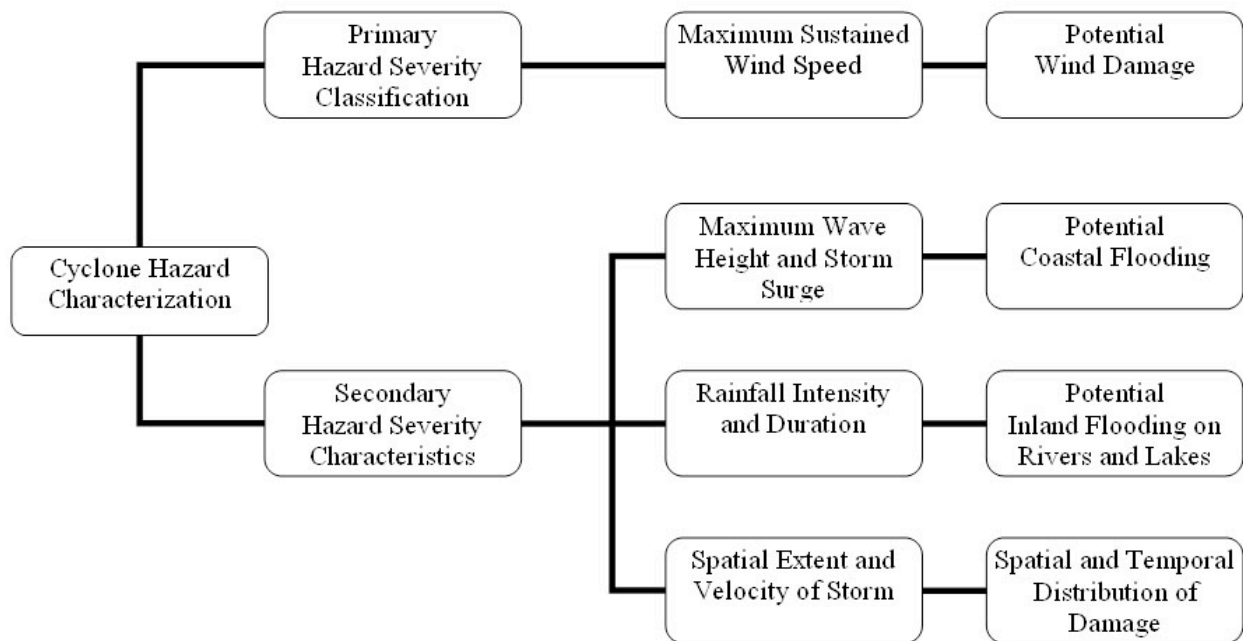 Primary
Hazard Severity
Classification
Maximum Sustained
Wind Speed
Potential
Wind Damage
Cyclone Hazard
Characterization
Maximum Wave
Height and Storm
Surge
Potential
Coastal Flooding
Secondary
Hazard Severity
Characteristics
Rainfall Intensity
and Duration
Potential
Inland Flooding on
Rivers and Lakes
Spatial Extent and
Velocity of Storm
Spatial and Temporal
Distribution of
Damage